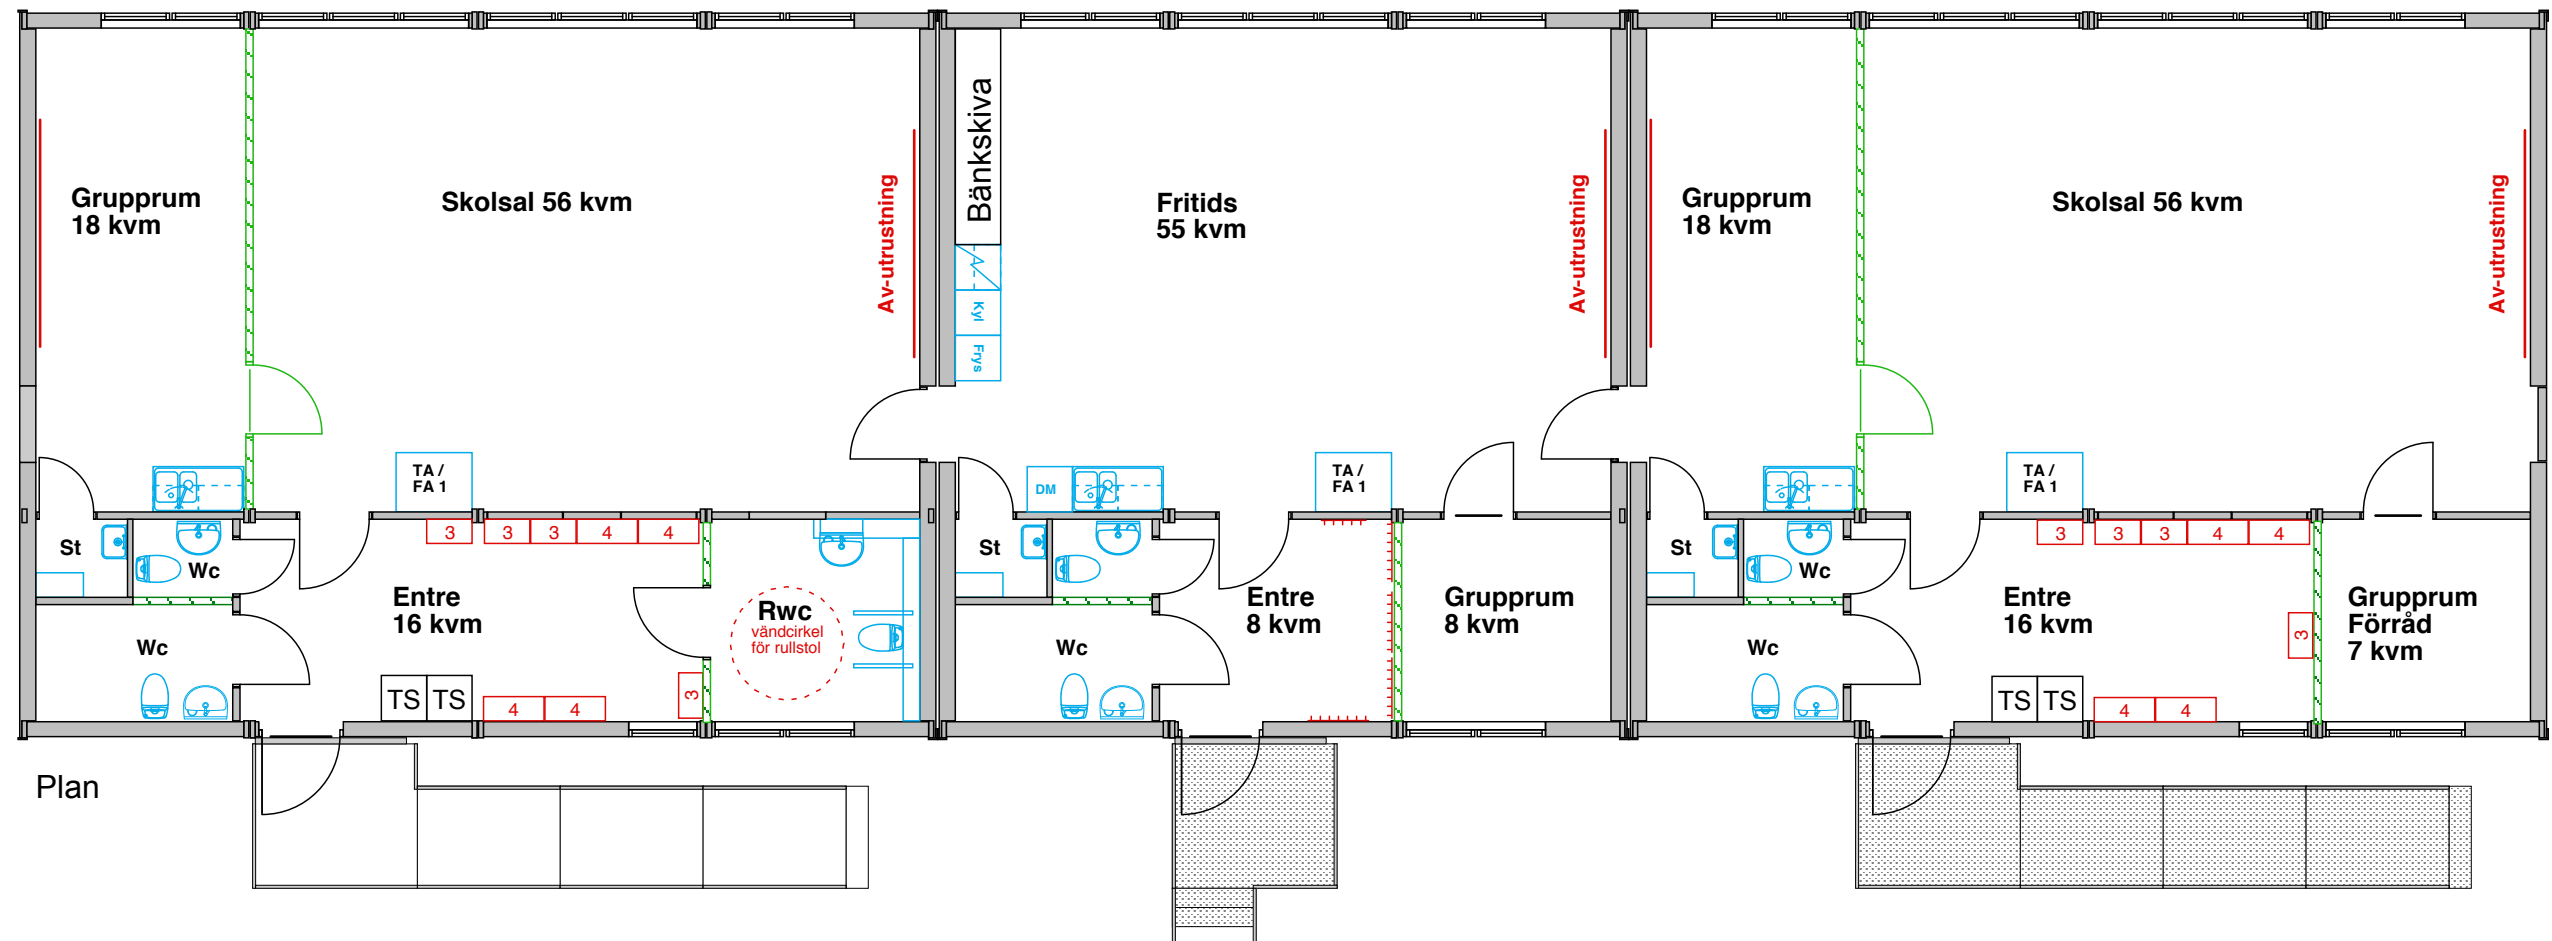 Grupprum
18 kvm
Skolsal 56 kvm
Av-utrustning
TA /
FA 1
St
Wc
Wc
3
3
3
4
4
Entre
16 kvm
TS
TS
4
4
3
Rwc
vändcirkel
för rullstol
Bänkskiva
Kyl
Frys
Fritids
55 kvm
Av-utrustning
DM
TA /
FA 1
St
Wc
Entre
8 kvm
Grupprum
8 kvm
Grupprum
18 kvm
Skolsal 56 kvm
Av-utrustning
TA /
FA 1
St
Wc
Wc
3
3
3
4
4
Entre
16 kvm
TS
TS
4
4
3
Grupprum
Förråd
7 kvm
Plan